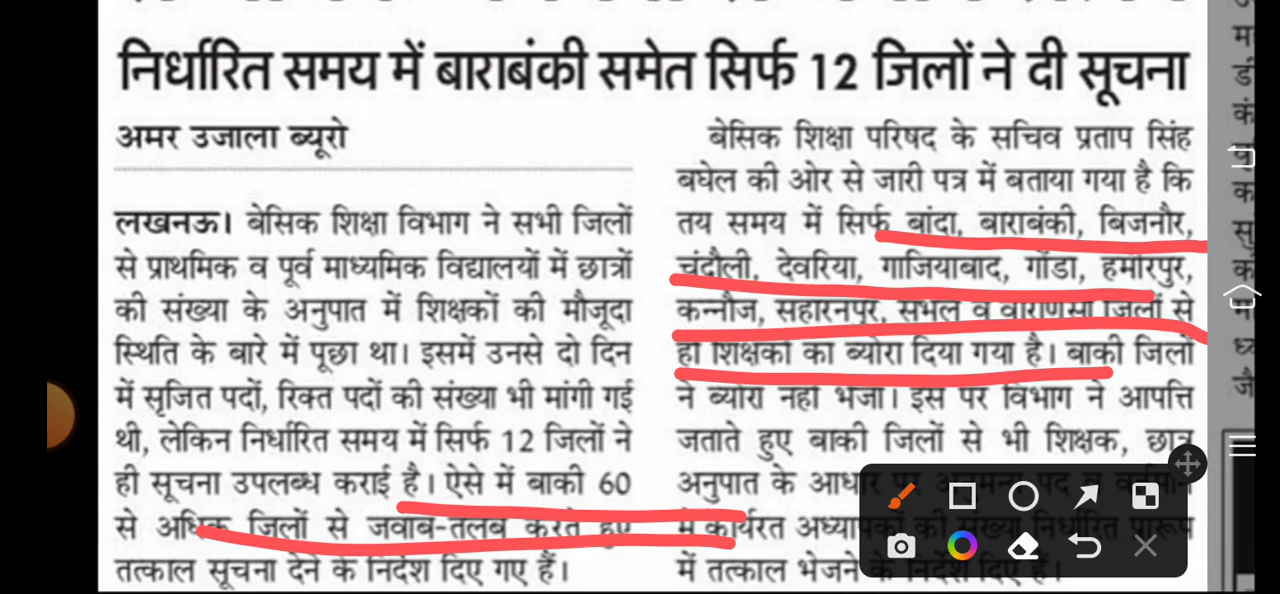 निर्धारित समय में बाराबंकी समेत सिर्फ 12 जिलों ने दी सूचना
अमर उजाला ब्यूरो
लखनऊ। बेसिक शिक्षा विभाग ने सभी जिलों
से प्राथमिक व पूर्व माध्यमिक विद्यालयों में छात्रों
की संख्या के अनुपात में शिक्षकों की मौजूदा
स्थिति के बारे में पूछा था। इसमें उनसे दो दिन
में सृजित पदों, रिक्त पदों की संख्या भी मांगी गई
थी, लेकिन निर्धारित समय में सिर्फ 12 जिलों ने
ही सूचना उपलब्ध कराई है। ऐसे में बाकी 60
से अधिक जिलों से जवाब-तलब करते हुए
तत्काल सूचना देने के निर्देश दिए गए हैं।
बेसिक शिक्षा परिषद के सचिव प्रताप सिंह
बघेल की ओर से जारी पत्र में बताया गया है कि
तय समय में सिर्फ बांदा, बाराबंकी, बिजनौर,
चंदौली, देवरिया, गाजियाबाद, गोंडा, हमीरपुर,
कन्नौज, सहारनपुर, संभल व वाराणसी जिलों से
ही शिक्षकों का ब्योरा दिया गया है। बाकी जिलों
ने ब्योरा नहीं भेजा। इस पर विभाग ने आपत्ति
जताते हुए बाकी जिलों से भी शिक्षक, छात्र
अनुपात के आधार पर पद व
में कार्यरत अध्यापकों की संख्या निर्धारित प्रारूप
में तत्काल भेजने के निर्देश दिए हैं।